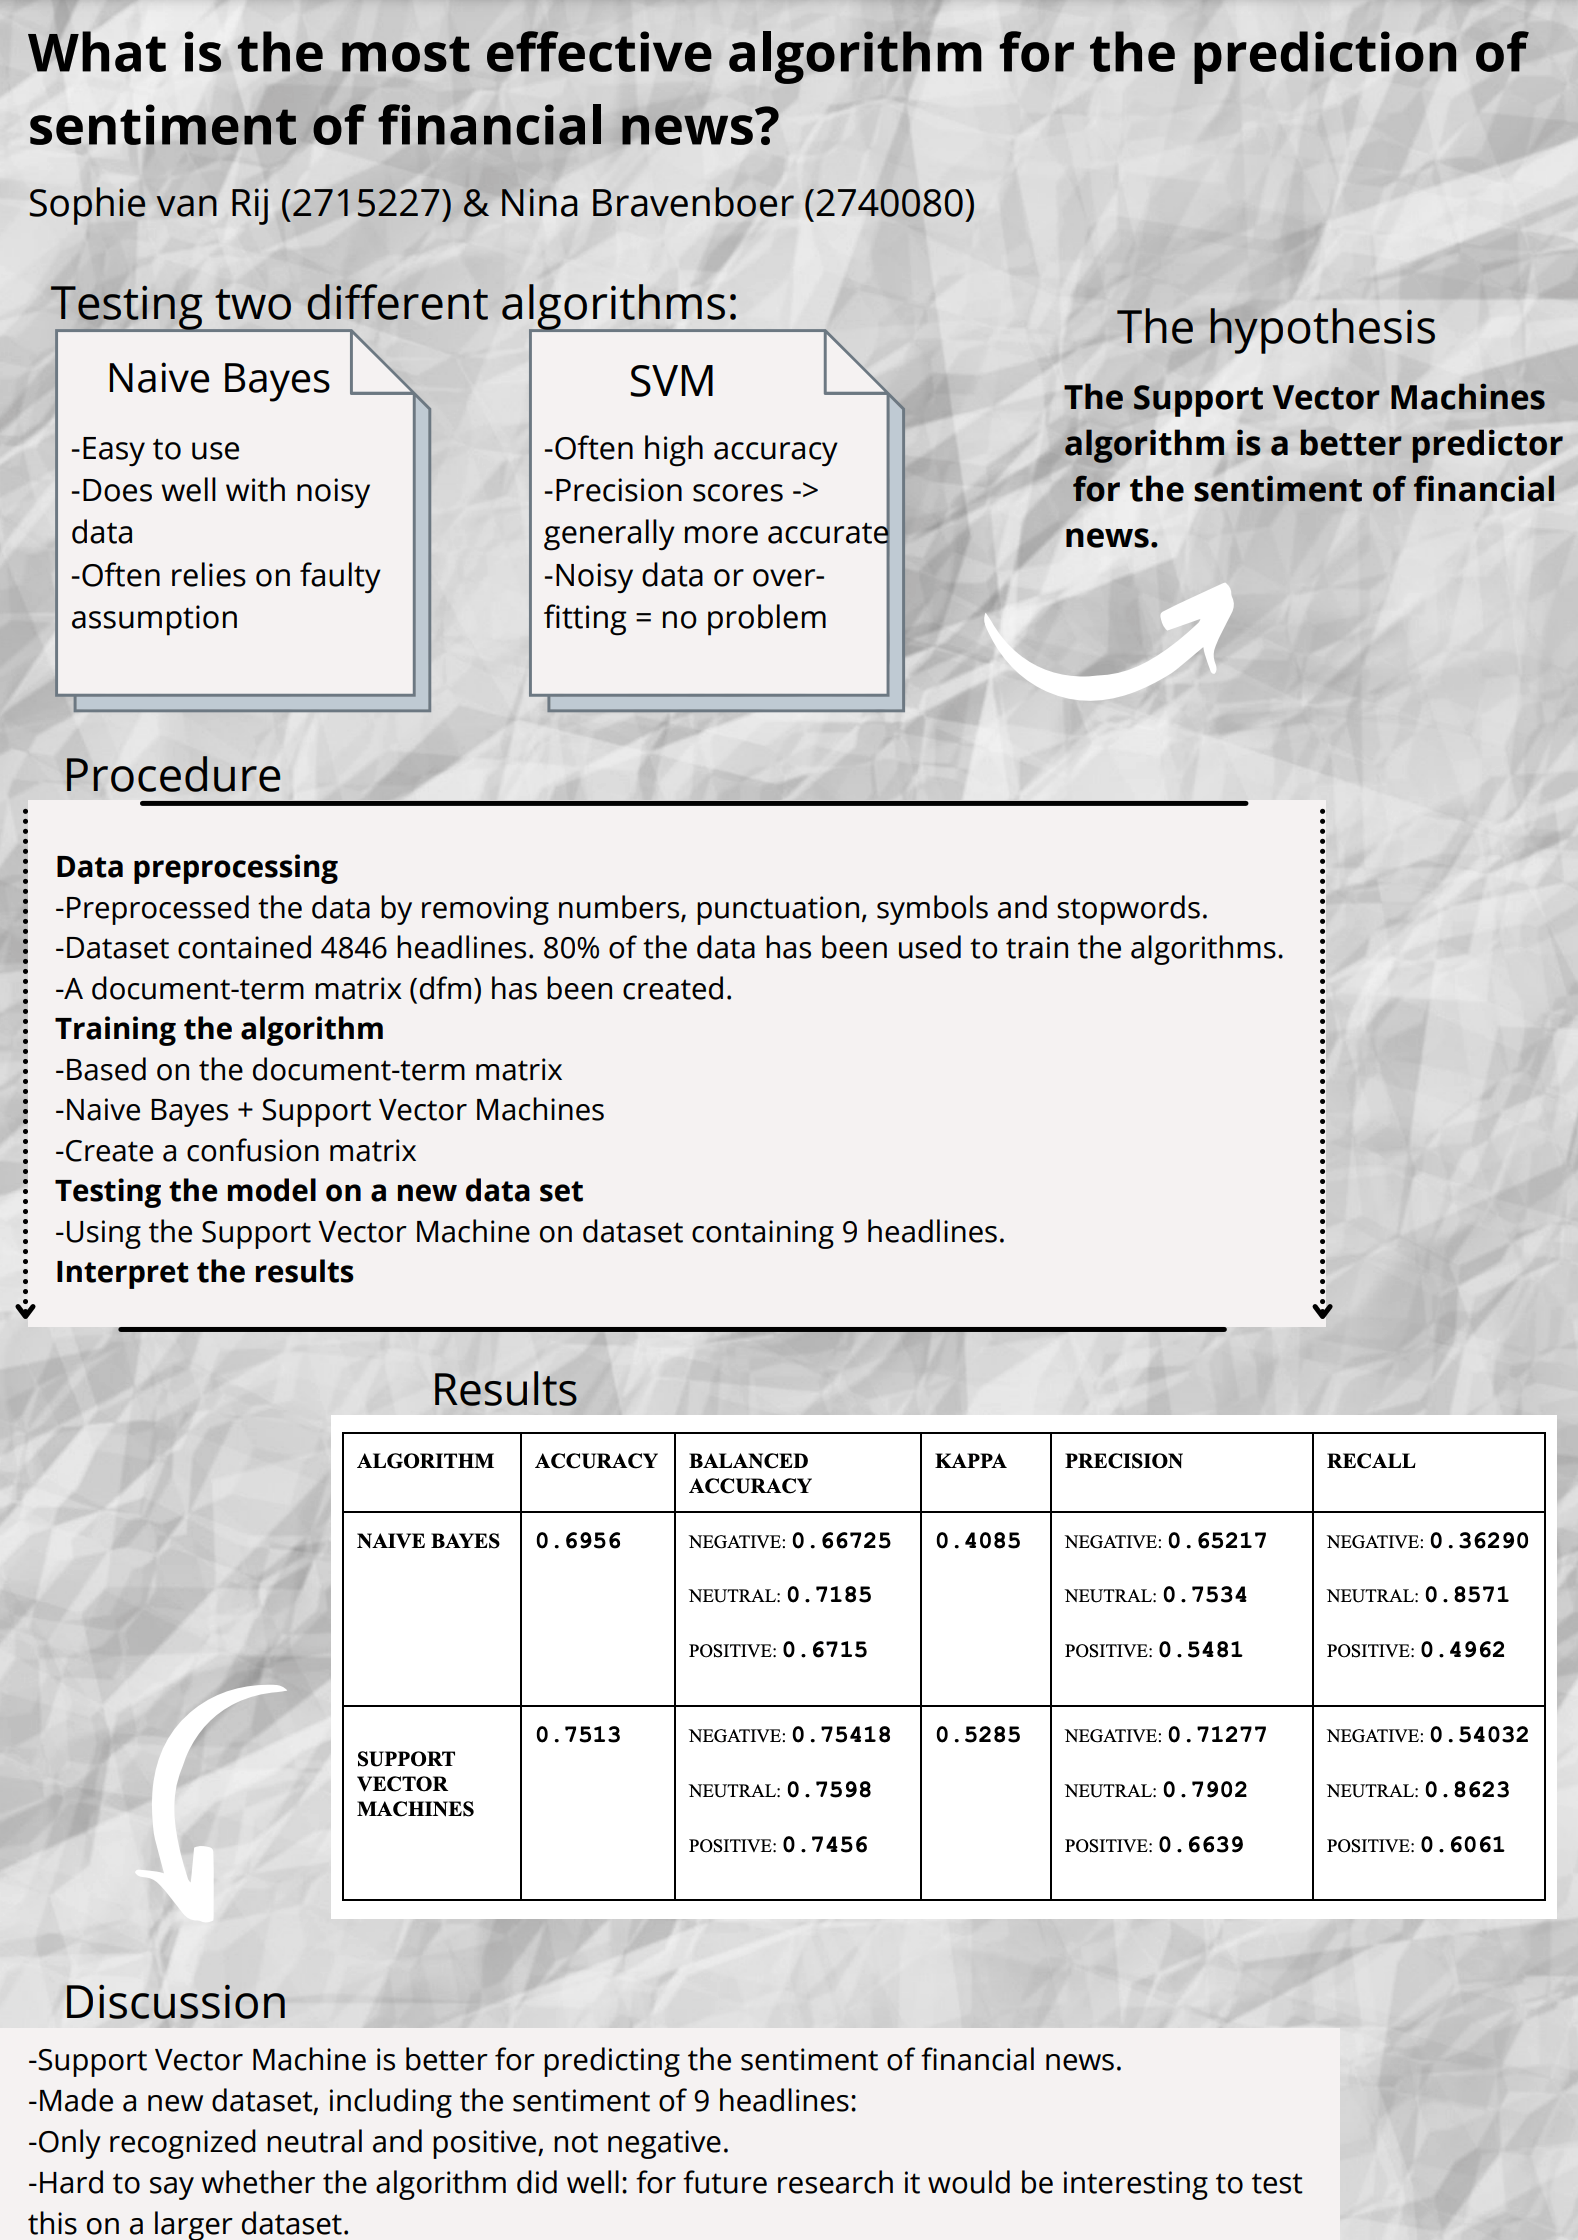 What is the most effective algorithm for the prediction of
sentiment of financial news?
Sophie van Rij (2715227) & Nina Bravenboer (2740080)
Testing two different algorithms:
Naive Bayes
-Easy to use
-Does well with noisy
data
-Often relies on faulty
assumption
SVM
-Often high accuracy
-Precision scores ->
generally more accurate
-Noisy data or over-
fitting = no problem
The hypothesis
The Support Vector Machines
algorithm is a better predictor
for the sentiment of financial
news.
Procedure
Data preprocessing
-Preprocessed the data by removing numbers, punctuation, symbols and stopwords.
-Dataset contained 4846 headlines. 80% of the data has been used to train the algorithms.
-A document-term matrix (dfm) has been created.
Training the algorithm
-Based on the document-term matrix
-Naive Bayes + Support Vector Machines
-Create a confusion matrix
Testing the model on a new data set
-Using the Support Vector Machine on dataset containing 9 headlines.
Interpret the results
Results
ALGORITHM ACCURACY BALANCED ACCURACY KAPPA PRECISION RECALL
NAIVE BAYES 0.6956 NEGATIVE: 0.66725 0.4085 NEGATIVE: 0.65217 NEGATIVE: 0.36290
NEUTRAL: 0.7185 NEUTRAL: 0.7534 NEUTRAL: 0.8571
POSITIVE: 0.6715 POSITIVE: 0.5481 POSITIVE: 0.4962
SUPPORT VECTOR MACHINES 0.7513 NEGATIVE: 0.75418 0.5285 NEGATIVE: 0.71277 NEGATIVE: 0.54032
NEUTRAL: 0.7598 NEUTRAL: 0.7902 NEUTRAL: 0.8623
POSITIVE: 0.7456 POSITIVE: 0.6639 POSITIVE: 0.6061
Discussion
-Support Vector Machine is better for predicting the sentiment of financial news.
-Made a new dataset, including the sentiment of 9 headlines:
-Only recognized neutral and positive, not negative.
-Hard to say whether the algorithm did well: for future research it would be interesting to test
this on a larger dataset.